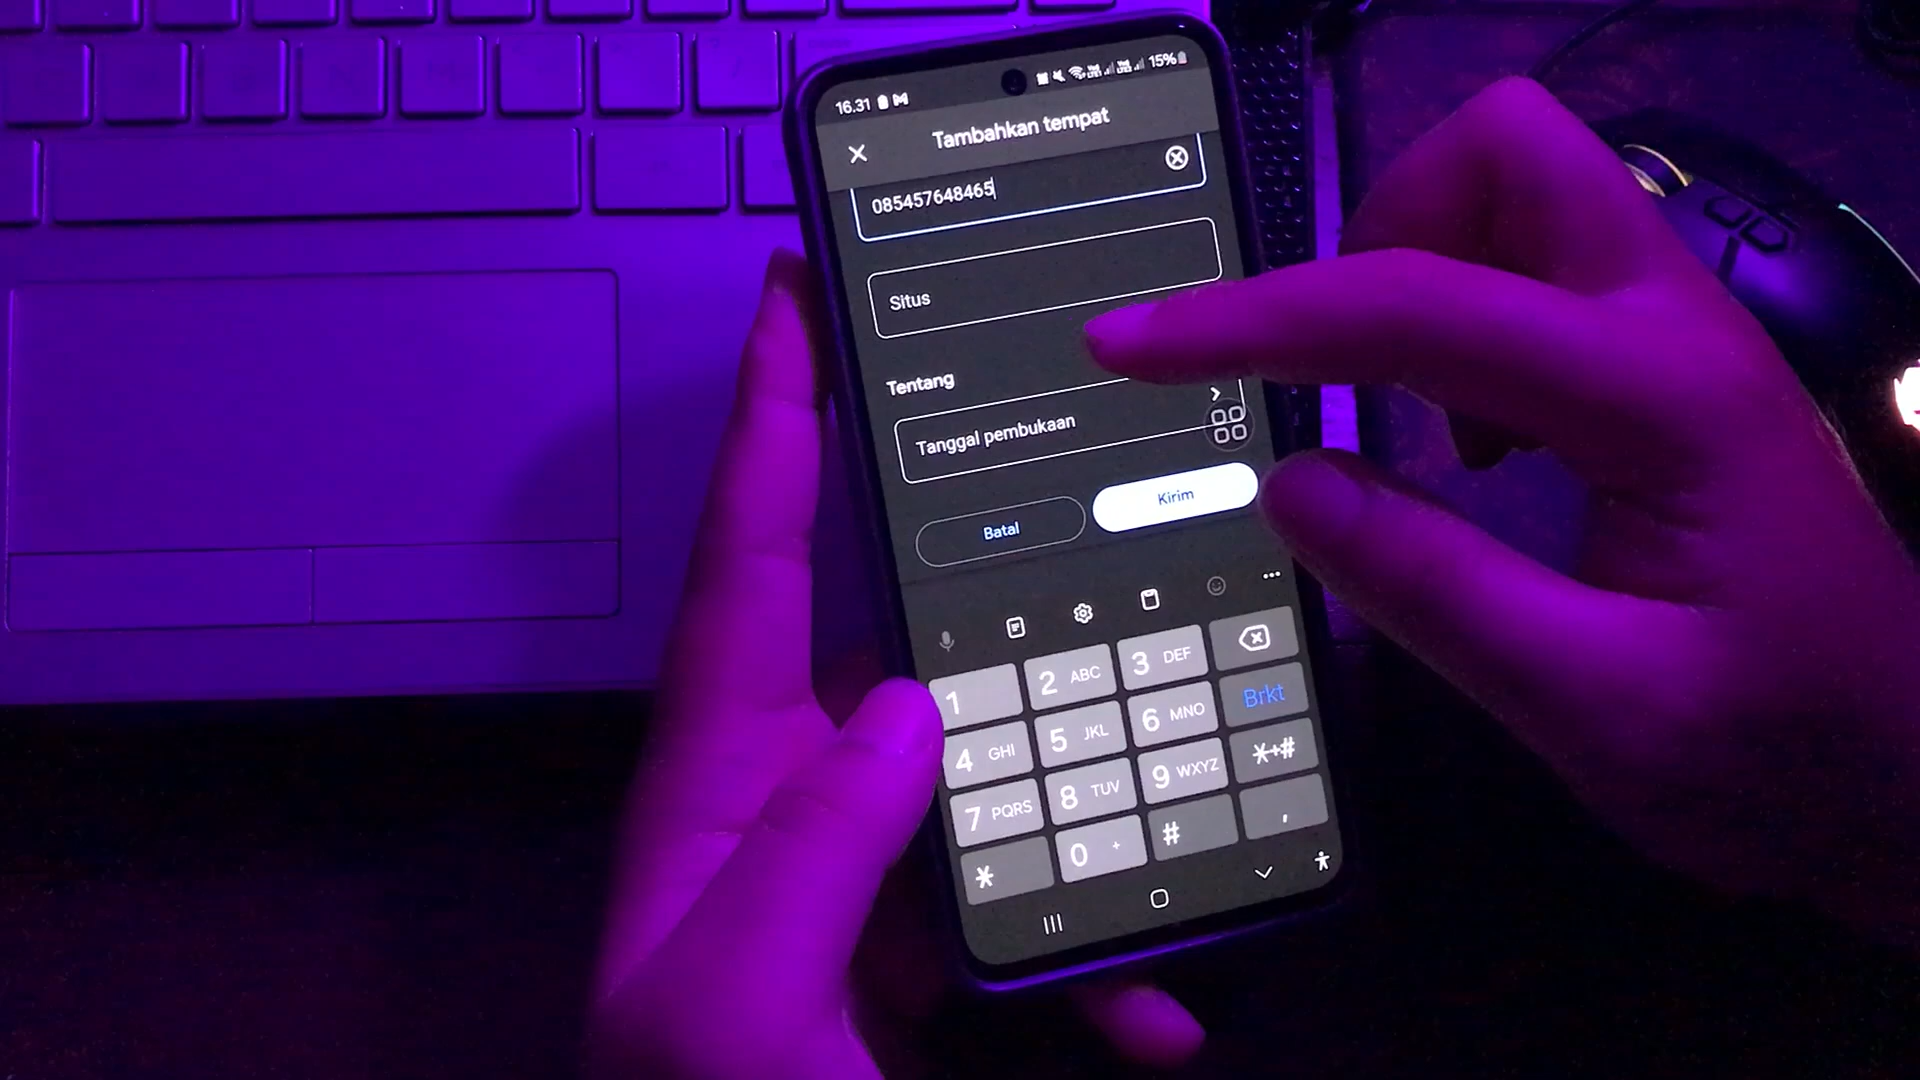 16.31 15%
Tambahkan tempat
085457648465
Situs
Tentang
Tanggal pembukaan
Batal Kirim
1 2 ABC 3 DEF
4 GHI 5 JKL 6 MNO Brkt
7 PQRS 8 TUV 9 WXYZ *+#
* 0 + # ,